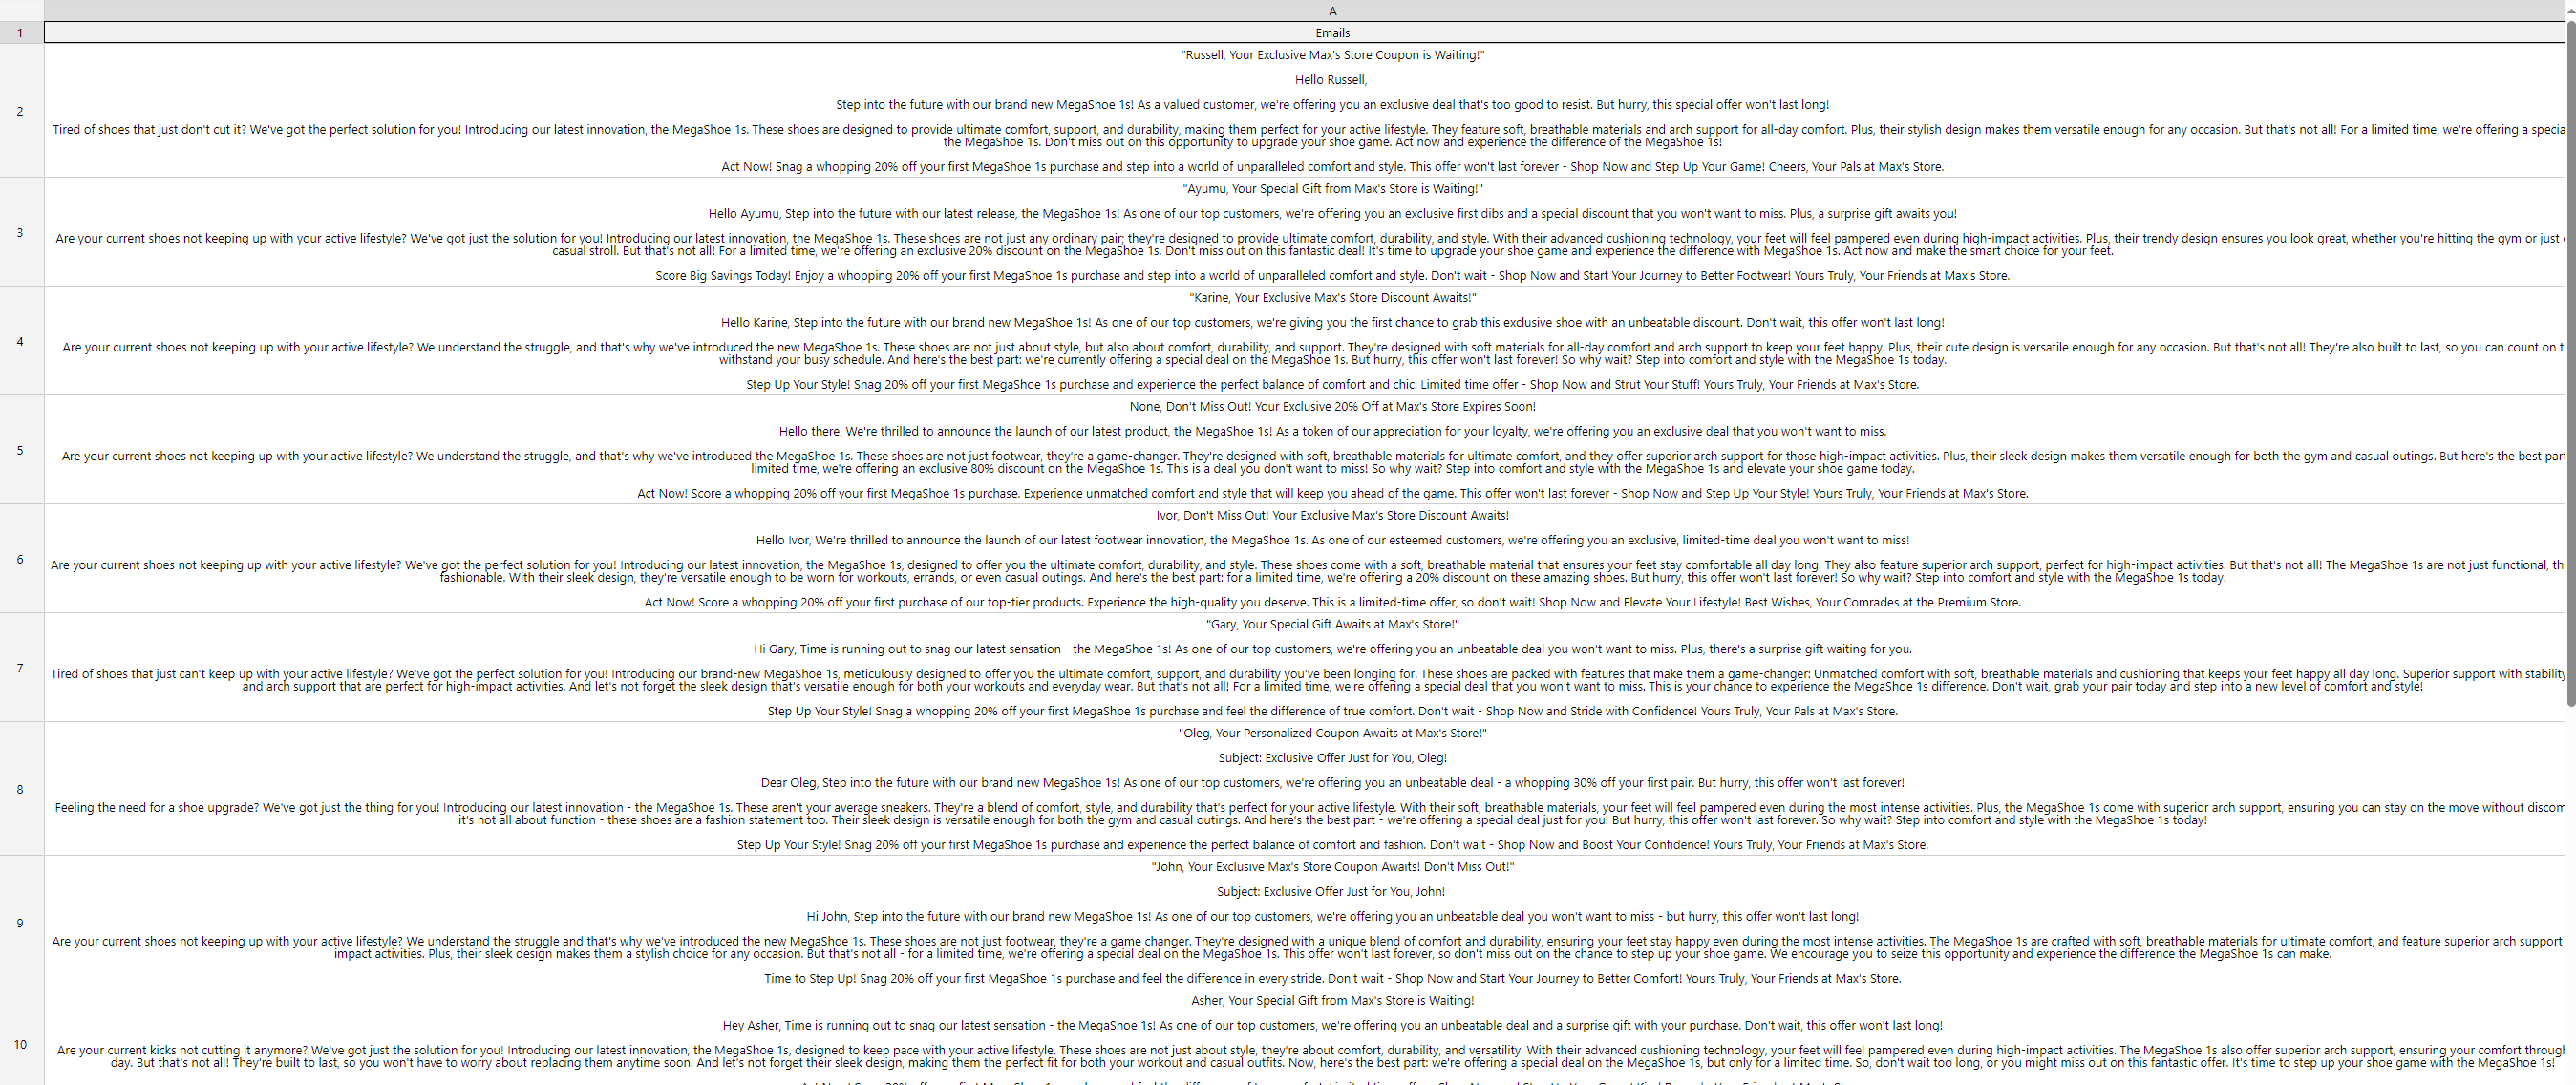 A
1
Emails
2
"Russell, Your Exclusive Max's Store Coupon is Waiting!"
Hello Russell,
Step into the future with our brand new MegaShoe 1s! As a valued customer, we're offering you an exclusive deal that's too good to resist. But hurry, this special offer won't last long!
Tired of shoes that just don't cut it? We've got the perfect solution for you! Introducing our latest innovation, the MegaShoe 1s. These shoes are designed to provide ultimate comfort, support, and durability, making them perfect for your active lifestyle. They feature soft, breathable materials and arch support for all-day comfort. Plus, their stylish design makes them versatile enough for any occasion. But that's not all! For a limited time, we're offering a specia
the MegaShoe 1s. Don't miss out on this opportunity to upgrade your shoe game. Act now and experience the difference of the MegaShoe 1s!
Act Now! Snag a whopping 20% off your first MegaShoe 1s purchase and step into a world of unparalleled comfort and style. This offer won't last forever - Shop Now and Step Up Your Game! Cheers, Your Pals at Max's Store.
3
"Ayumu, Your Special Gift from Max's Store is Waiting!"
Hello Ayumu, Step into the future with our latest release, the MegaShoe 1s! As one of our top customers, we're offering you an exclusive first dibs and a special discount that you won't want to miss. Plus, a surprise gift awaits you!
Are your current shoes not keeping up with your active lifestyle? We've got just the solution for you! Introducing our latest innovation, the MegaShoe 1s. These shoes are not just any ordinary pair; they're designed to provide ultimate comfort, durability, and style. With their advanced cushioning technology, your feet will feel pampered even during high-impact activities. Plus, their trendy design ensures you look great, whether you're hitting the gym or just
casual stroll. But that's not all! For a limited time, we're offering an exclusive 20% discount on the MegaShoe 1s. Don't miss out on this fantastic deal! It's time to upgrade your shoe game and experience the difference with MegaShoe 1s. Act now and make the smart choice for your feet.
Score Big Savings Today! Enjoy a whopping 20% off your first MegaShoe 1s purchase and step into a world of unparalleled comfort and style. Don't wait - Shop Now and Start Your Journey to Better Footwear! Yours Truly, Your Friends at Max's Store.
4
"Karine, Your Exclusive Max's Store Discount Awaits!"
Hello Karine, Step into the future with our brand new MegaShoe 1s! As one of our top customers, we're giving you the first chance to grab this exclusive shoe with an unbeatable discount. Don't wait, this offer won't last long!
Are your current shoes not keeping up with your active lifestyle? We understand the struggle, and that's why we've introduced the new MegaShoe 1s. These shoes are not just about style, but also about comfort, durability, and support. They're designed with soft materials for all-day comfort and arch support to keep your feet happy. Plus, their cute design is versatile enough for any occasion. But that's not all! They're also built to last, so you can count on t
withstand your busy schedule. And here's the best part: we're currently offering a special deal on the MegaShoe 1s. But hurry, this offer won't last forever! So why wait? Step into comfort and style with the MegaShoe 1s today.
Step Up Your Style! Snag 20% off your first MegaShoe 1s purchase and experience the perfect balance of comfort and chic. Limited time offer - Shop Now and Strut Your Stuff! Yours Truly, Your Friends at Max's Store.
5
None, Don't Miss Out! Your Exclusive 20% Off at Max's Store Expires Soon!
Hello there, We're thrilled to announce the launch of our latest product, the MegaShoe 1s! As a token of our appreciation for your loyalty, we're offering you an exclusive deal that you won't want to miss.
Are your current shoes not keeping up with your active lifestyle? We understand the struggle, and that's why we've introduced the MegaShoe 1s. These shoes are not just footwear, they're a game-changer. They're designed with soft, breathable materials for ultimate comfort, and they offer superior arch support for those high-impact activities. Plus, their sleek design makes them versatile enough for both the gym and casual outings. But here's the best par
limited time, we're offering an exclusive 80% discount on the MegaShoe 1s. This is a deal you don't want to miss! So why wait? Step into comfort and style with the MegaShoe 1s and elevate your shoe game today.
Act Now! Score a whopping 20% off your first MegaShoe 1s purchase. Experience unmatched comfort and style that will keep you ahead of the game. This offer won't last forever - Shop Now and Step Up Your Style! Yours Truly, Your Friends at Max's Store.
6
Ivor, Don't Miss Out! Your Exclusive Max's Store Discount Awaits!
Hello Ivor, We're thrilled to announce the launch of our latest footwear innovation, the MegaShoe 1s. As one of our esteemed customers, we're offering you an exclusive, limited-time deal you won't want to miss!
Are your current shoes not keeping up with your active lifestyle? We've got the perfect solution for you! Introducing our latest innovation, the MegaShoe 1s, designed to offer you the ultimate comfort, durability, and style. These shoes come with a soft, breathable material that ensures your feet stay comfortable all day long. They also feature superior arch support, perfect for high-impact activities. But that's not all! The MegaShoe 1s are not just functional, th
fashionable. With their sleek design, they're versatile enough to be worn for workouts, errands, or even casual outings. And here's the best part: for a limited time, we're offering a 20% discount on these amazing shoes. But hurry, this offer won't last forever! So why wait? Step into comfort and style with the MegaShoe 1s today.
Act Now! Score a whopping 20% off your first purchase of our top-tier products. Experience the high-quality you deserve. This is a limited-time offer, so don't wait! Shop Now and Elevate Your Lifestyle! Best Wishes, Your Comrades at the Premium Store.
7
"Gary, Your Special Gift Awaits at Max's Store!"
Hi Gary, Time is running out to snag our latest sensation - the MegaShoe 1s! As one of our top customers, we're offering you an unbeatable deal you won't want to miss. Plus, there's a surprise gift waiting for you.
Tired of shoes that just can't keep up with your active lifestyle? We've got the perfect solution for you! Introducing our brand-new MegaShoe 1s, meticulously designed to offer you the ultimate comfort, support, and durability you've been longing for. These shoes are packed with features that make them a game-changer: Unmatched comfort with soft, breathable materials and cushioning that keeps your feet happy all day long. Superior support with stability
and arch support that are perfect for high-impact activities. And let's not forget the sleek design that's versatile enough for both your workouts and everyday wear. But that's not all! For a limited time, we're offering a special deal that you won't want to miss. This is your chance to experience the MegaShoe 1s difference. Don't wait, grab your pair today and step into a new level of comfort and style!
Step Up Your Style! Snag a whopping 20% off your first MegaShoe 1s purchase and feel the difference of true comfort. Don't wait - Shop Now and Stride with Confidence! Yours Truly, Your Pals at Max's Store.
8
"Oleg, Your Personalized Coupon Awaits at Max's Store!"
Subject: Exclusive Offer Just for You, Oleg!
Dear Oleg, Step into the future with our brand new MegaShoe 1s! As one of our top customers, we're offering you an unbeatable deal - a whopping 30% off your first pair. But hurry, this offer won't last forever!
Feeling the need for a shoe upgrade? We've got just the thing for you! Introducing our latest innovation - the MegaShoe 1s. These aren't your average sneakers. They're a blend of comfort, style, and durability that's perfect for your active lifestyle. With their soft, breathable materials, your feet will feel pampered even during the most intense activities. Plus, the MegaShoe 1s come with superior arch support, ensuring you can stay on the move without discom
it's not all about function - these shoes are a fashion statement too. Their sleek design is versatile enough for both the gym and casual outings. And here's the best part - we're offering a special deal just for you! But hurry, this offer won't last forever. So why wait? Step into comfort and style with the MegaShoe 1s today!
Step Up Your Style! Snag 20% off your first MegaShoe 1s purchase and experience the perfect balance of comfort and fashion. Don't wait - Shop Now and Boost Your Confidence! Yours Truly, Your Friends at Max's Store.
9
"John, Your Exclusive Max's Store Coupon Awaits! Don't Miss Out!"
Subject: Exclusive Offer Just for You, John!
Hi John, Step into the future with our brand new MegaShoe 1s! As one of our top customers, we're offering you an unbeatable deal you won't want to miss - but hurry, this offer won't last long!
Are your current shoes not keeping up with your active lifestyle? We understand the struggle and that's why we've introduced the new MegaShoe 1s. These shoes are not just footwear, they're a game changer. They're designed with a unique blend of comfort and durability, ensuring your feet stay happy even during the most intense activities. The MegaShoe 1s are crafted with soft, breathable materials for ultimate comfort, and feature superior arch support
impact activities. Plus, their sleek design makes them a stylish choice for any occasion. But that's not all - for a limited time, we're offering a special deal on the MegaShoe 1s. This offer won't last forever, so don't miss out on the chance to step up your shoe game. We encourage you to seize this opportunity and experience the difference the MegaShoe 1s can make.
Time to Step Up! Snag 20% off your first MegaShoe 1s purchase and feel the difference in every stride. Don't wait - Shop Now and Start Your Journey to Better Comfort! Yours Truly, Your Friends at Max's Store.
10
Asher, Your Special Gift from Max's Store is Waiting!
Hey Asher, Time is running out to snag our latest sensation - the MegaShoe 1s! As one of our top customers, we're offering you an unbeatable deal and a surprise gift with your purchase. Don't wait, this offer won't last long!
Are your current kicks not cutting it anymore? We've got just the solution for you! Introducing our latest innovation, the MegaShoe 1s, designed to keep pace with your active lifestyle. These shoes are not just about style, they're about comfort, durability, and versatility. With their advanced cushioning technology, your feet will feel pampered even during high-impact activities. The MegaShoe 1s also offer superior arch support, ensuring your comfort throug
day. But that's not all! They're built to last, so you won't have to worry about replacing them anytime soon. And let's not forget their sleek design, making them the perfect fit for both your workout and casual outfits. Now, here's the best part: we're offering a special deal on the MegaShoe 1s, but only for a limited time. So, don't wait too long, or you might miss out on this fantastic offer. It's time to step up your shoe game with the MegaShoe 1s!